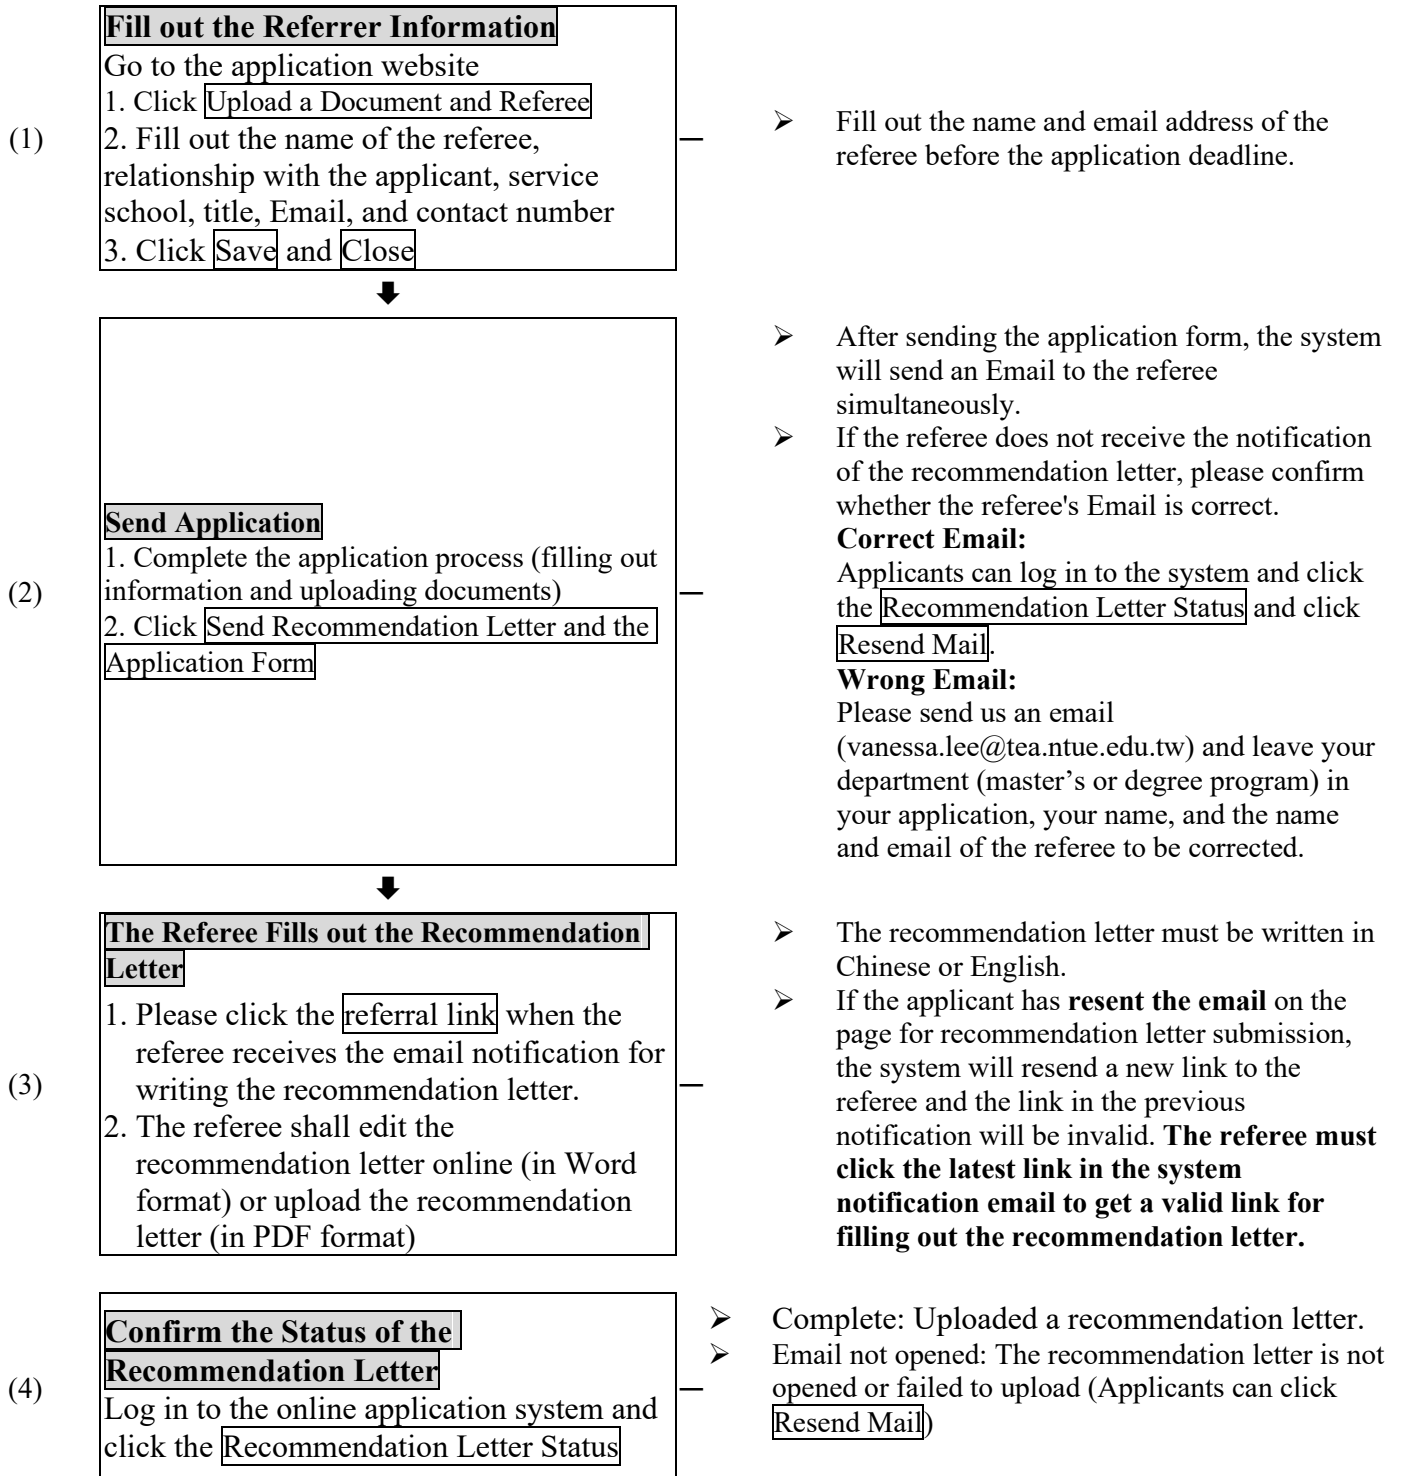 Fill out the Referrer Information
Go to the application website
1. Click Upload a Document and Referee
(1)
2. Fill out the name of the referee,
relationship with the applicant, service
school, title, Email, and contact number
3. Click Save and Close
—
➢ Fill out the name and email address of the
referee before the application deadline.
🡇
(2)
Send Application
1. Complete the application process (filling out
information and uploading documents)
2. Click Send Recommendation Letter and the
Application Form
—
➢ After sending the application form, the system
will send an Email to the referee
simultaneously.
➢ If the referee does not receive the notification
of the recommendation letter, please confirm
whether the referee's Email is correct.
Correct Email:
Applicants can log in to the system and click
the Recommendation Letter Status and click
Resend Mail.
Wrong Email:
Please send us an email
(vanessa.lee@tea.ntue.edu.tw) and leave your
department (master’s or degree program) in
your application, your name, and the name
and email of the referee to be corrected.
🡇
(3)
The Referee Fills out the Recommendation
Letter
1. Please click the referral link when the
referee receives the email notification for
writing the recommendation letter.
2. The referee shall edit the
recommendation letter online (in Word
format) or upload the recommendation
letter (in PDF format)
—
➢ The recommendation letter must be written in
Chinese or English.
➢ If the applicant has resent the email on the
page for recommendation letter submission,
the system will resend a new link to the
referee and the link in the previous
notification will be invalid. The referee must
click the latest link in the system
notification email to get a valid link for
filling out the recommendation letter.
(4)
Confirm the Status of the
Recommendation Letter
Log in to the online application system and
click the Recommendation Letter Status
—
➢ Complete: Uploaded a recommendation letter.
➢ Email not opened: The recommendation letter is not
opened or failed to upload (Applicants can click
Resend Mail)